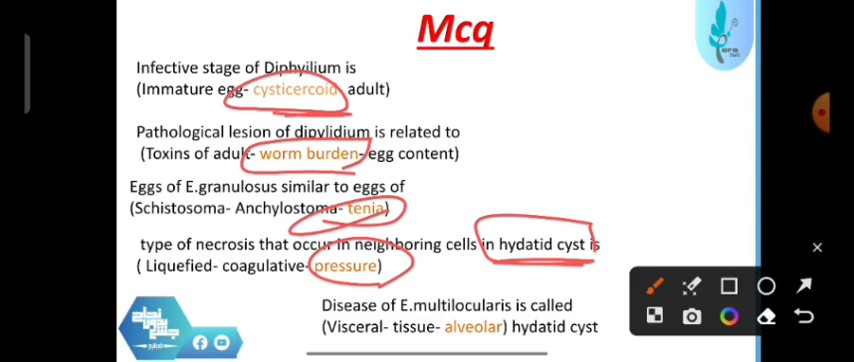 Mcq
Infective stage of Diphyilium is
(Immature egg- cysticercoid- adult)
Pathological lesion of dipylidium is related to
(Toxins of adult- worm burden- egg content)
Eggs of E.granulosus similar to eggs of
(Schistosoma- Anchylostoma- tenia)
type of necrosis that occur in neighboring cells in hydatid cyst is
( Liquefied- coagulative- pressure)
Disease of E.multilocularis is called
(Visceral- tissue- alveolar) hydatid cyst